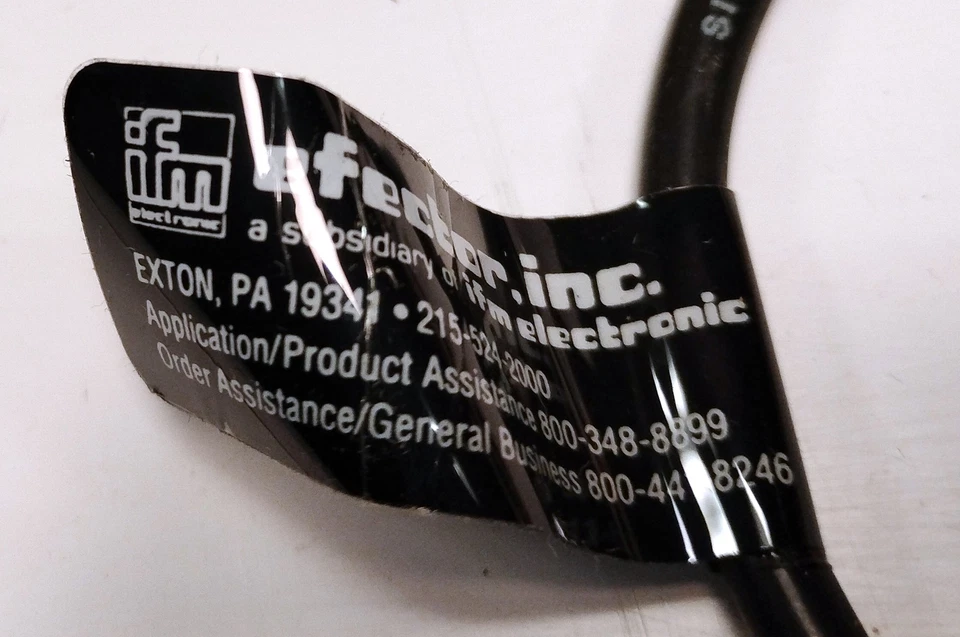 ifm
electronic
efector, inc.
a subsidiary of ifm electronic
EXTON, PA 19341 • 215-524-2000
Application/Product Assistance 800-348-8899
Order Assistance/General Business 8246